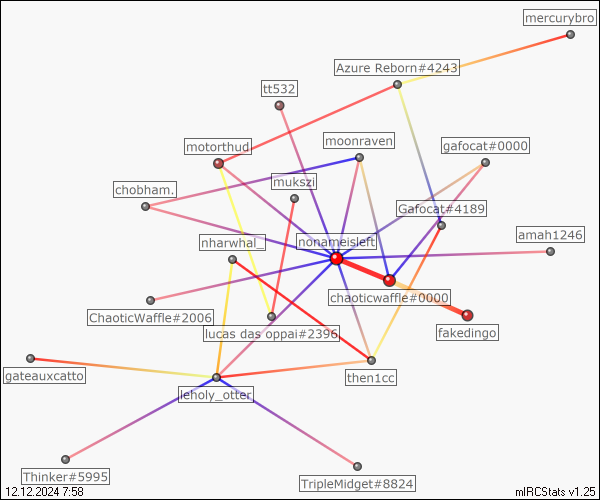 mercurybro
Azure Reborn#4243
tt532
moonraven
gafocat#0000
motorthud
mukszi
chobham.
Gafocat#4189
amah1246
nharwhal_
nonameisleft
chaoticwaffle#0000
ChaoticWaffle#2006
lucas das oppai#2396
fakedingo
gateauxcatto
then1cc
leholy_otter
Thinker#5995
TripleMidget#8824
12.12.2024 7:58
mIRCStats v1.25